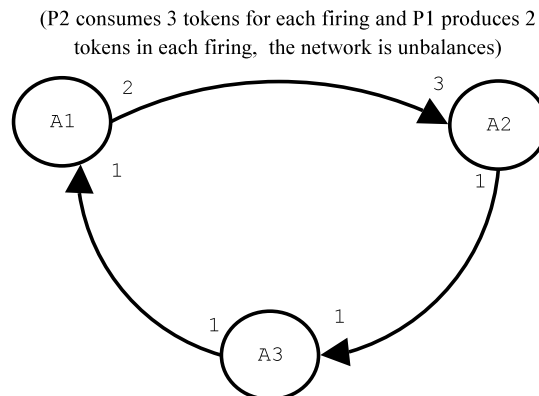 (P2 consumes 3 tokens for each firing and P1 produces 2
tokens in each firing, the network is unbalances)
2
3
A1
A2
1
1
1
1
A3